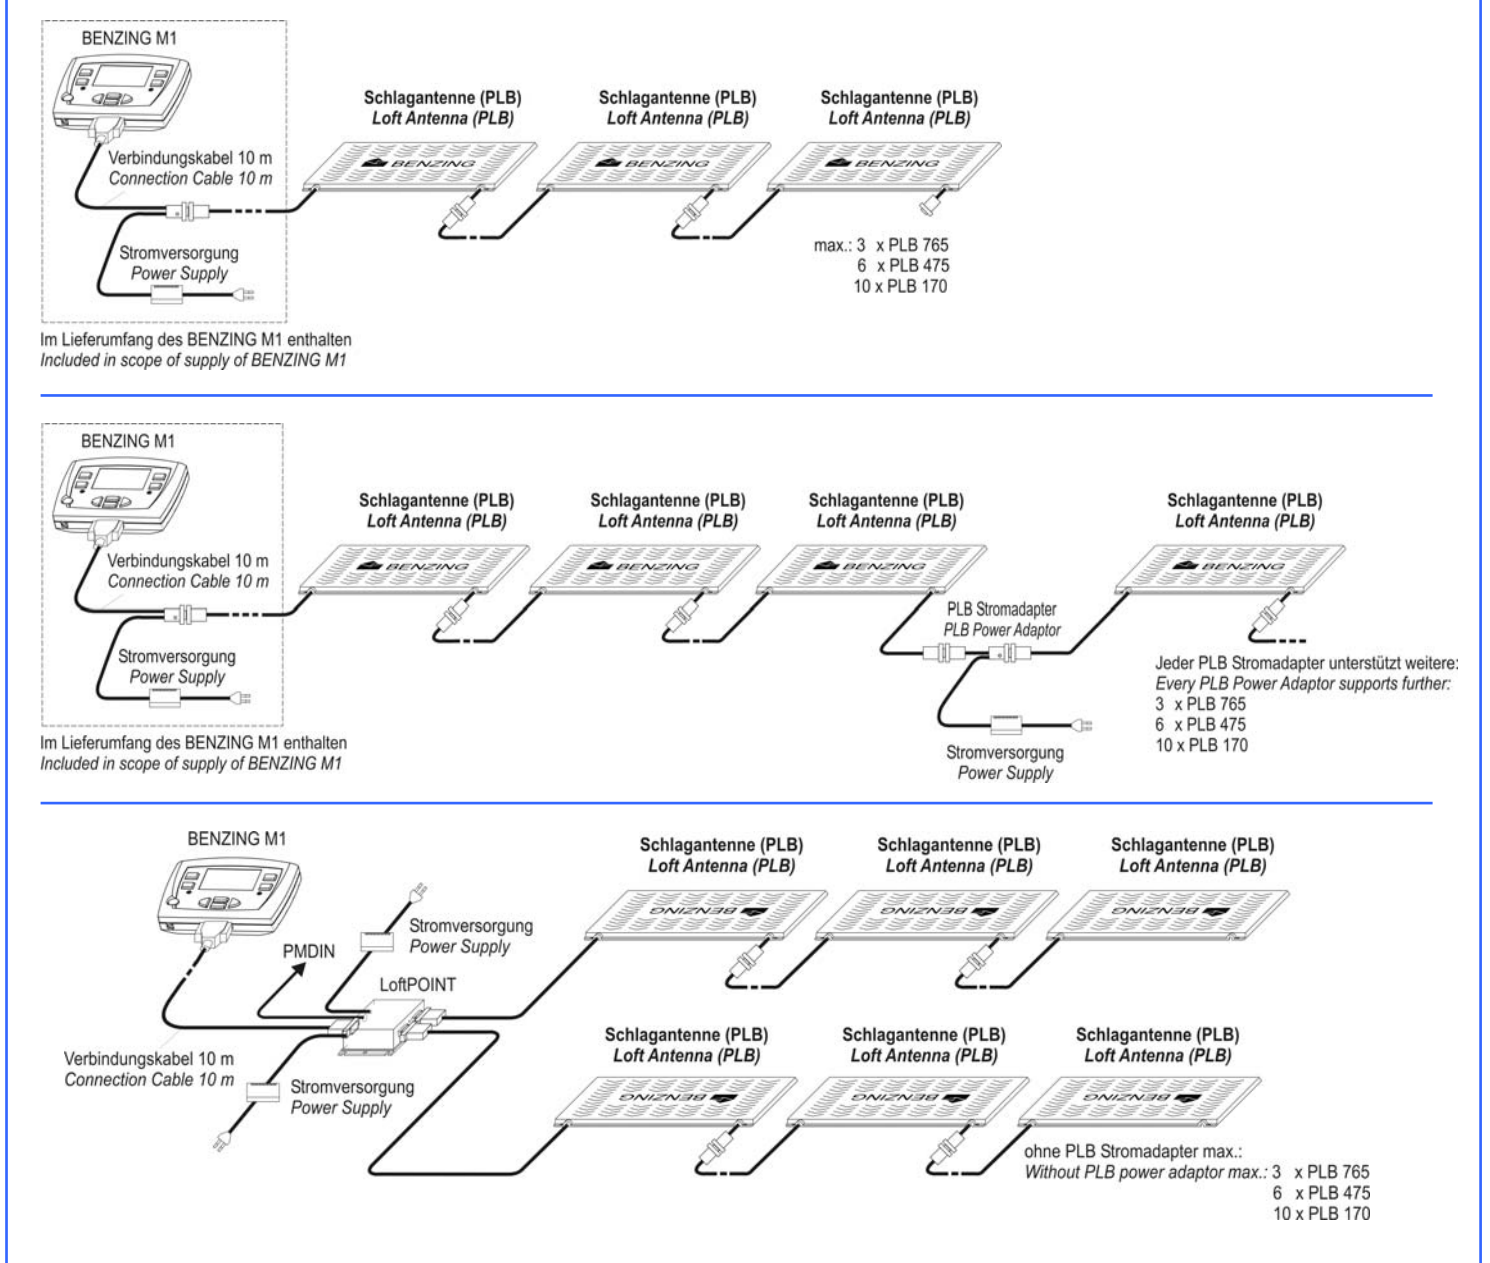 BENZING M1
Schlagantenne (PLB)
Loft Antenna (PLB)
Schlagantenne (PLB)
Loft Antenna (PLB)
Schlagantenne (PLB)
Loft Antenna (PLB)
BENZING
BENZING
BENZING
Verbindungskabel 10 m
Connection Cable 10 m
Stromversorgung
Power Supply
max.: 3 x PLB 765
6 x PLB 475
10 x PLB 170
Im Lieferumfang des BENZING M1 enthalten
Included in scope of supply of BENZING M1
BENZING M1
Schlagantenne (PLB)
Loft Antenna (PLB)
Schlagantenne (PLB)
Loft Antenna (PLB)
Schlagantenne (PLB)
Loft Antenna (PLB)
Schlagantenne (PLB)
Loft Antenna (PLB)
BENZING
BENZING
BENZING
BENZING
Verbindungskabel 10 m
Connection Cable 10 m
PLB Stromadapter
PLB Power Adaptor
Stromversorgung
Power Supply
Jeder PLB Stromadapter unterstützt weitere:
Every PLB Power Adaptor supports further:
3 x PLB 765
6 x PLB 475
10 x PLB 170
Stromversorgung
Power Supply
Im Lieferumfang des BENZING M1 enthalten
Included in scope of supply of BENZING M1
BENZING M1
Schlagantenne (PLB)
Loft Antenna (PLB)
Schlagantenne (PLB)
Loft Antenna (PLB)
Schlagantenne (PLB)
Loft Antenna (PLB)
BENZING
BENZING
BENZING
Stromversorgung
Power Supply
PMDIN
LoftPOINT
Schlagantenne (PLB)
Loft Antenna (PLB)
Schlagantenne (PLB)
Loft Antenna (PLB)
Schlagantenne (PLB)
Loft Antenna (PLB)
BENZING
BENZING
BENZING
Verbindungskabel 10 m
Connection Cable 10 m
Stromversorgung
Power Supply
ohne PLB Stromadapter max.:
Without PLB power adaptor max.: 3 x PLB 765
6 x PLB 475
10 x PLB 170